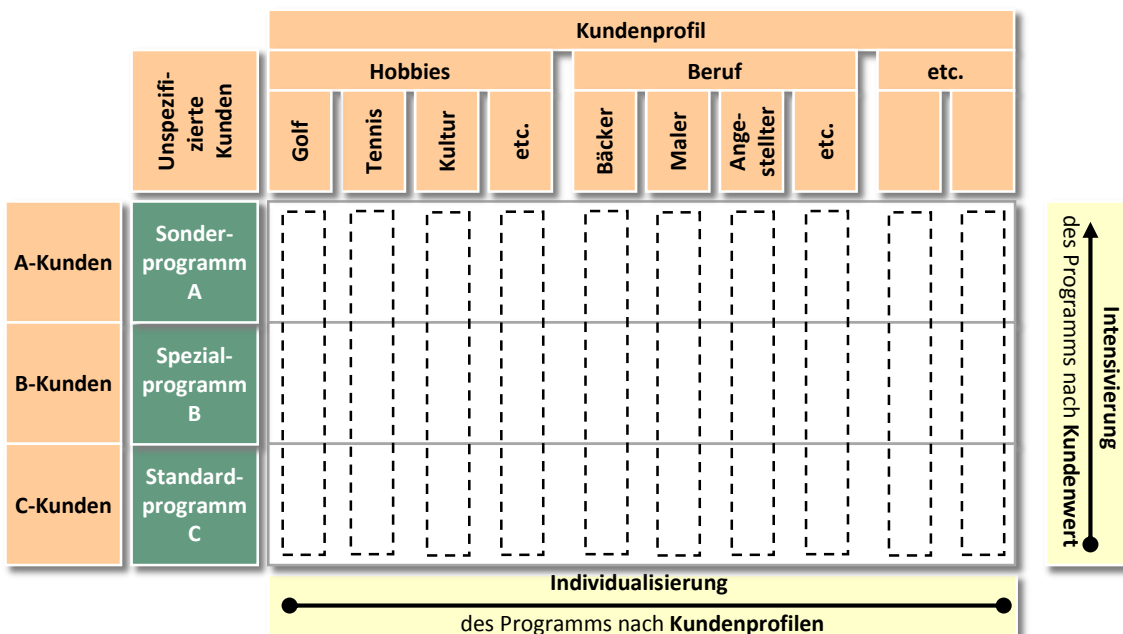 Kundenprofil
Unspezifi-
zierte
Kunden
Hobbies
Beruf
etc.
Golf
Tennis
Kultur
etc.
Bäcker
Maler
Ange-
stellter
etc.
A-Kunden
Sonder-
programm
A
B-Kunden
Spezial-
programm
B
C-Kunden
Standard-
programm
C
Intensivierung
des Programms nach Kundenwert
Individualisierung
des Programms nach Kundenprofilen